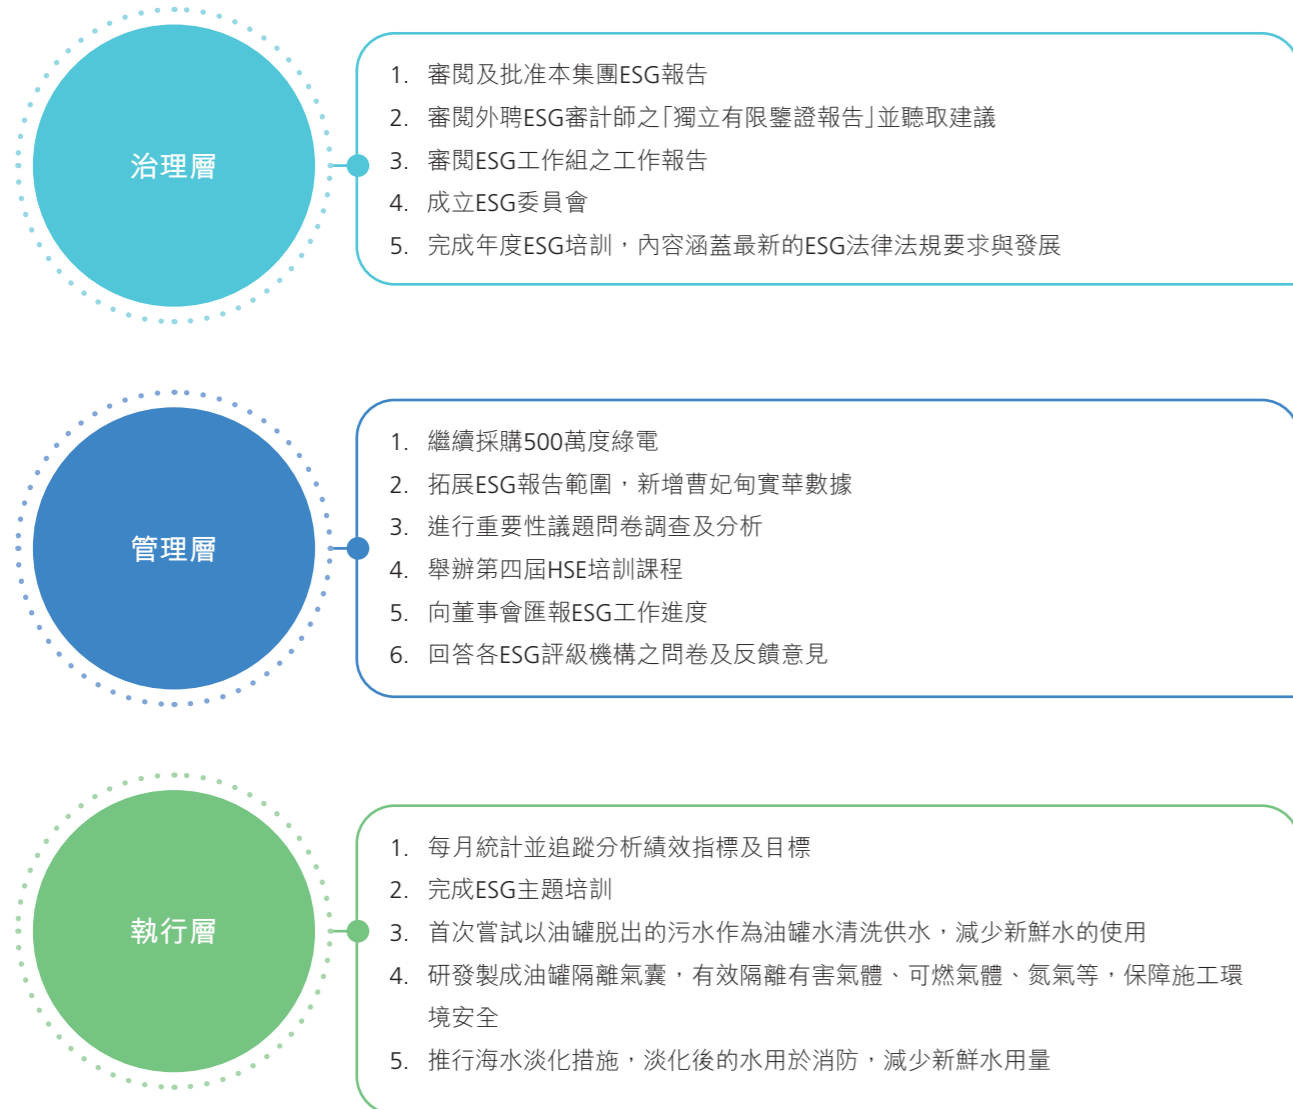 治理層
1. 審閱及批准本集團ESG報告
2. 審閱外聘ESG審計師之「獨立有限鑒證報告」並聽取建議
3. 審閱ESG工作組之工作報告
4. 成立ESG委員會
5. 完成年度ESG培訓，內容涵蓋最新的ESG法律法規要求與發展
管理層
1. 繼續採購500萬度綠電
2. 拓展ESG報告範圍，新增曹妃甸實華數據
3. 進行重要性議題問卷調查及分析
4. 舉辦第四屆HSE培訓課程
5. 向董事會匯報ESG工作進度
6. 回答各ESG評級機構之問卷及反饋意見
執行層
1. 每月統計並追蹤分析績效指標及目標
2. 完成ESG主題培訓
3. 首次嘗試以油罐脱出的污水作為油罐水清洗供水，減少新鮮水的使用
4. 研發製成油罐隔離氣囊，有效隔離有害氣體、可燃氣體、氮氣等，保障施工環
境安全
5. 推行海水淡化措施，淡化後的水用於消防，減少新鮮水用量